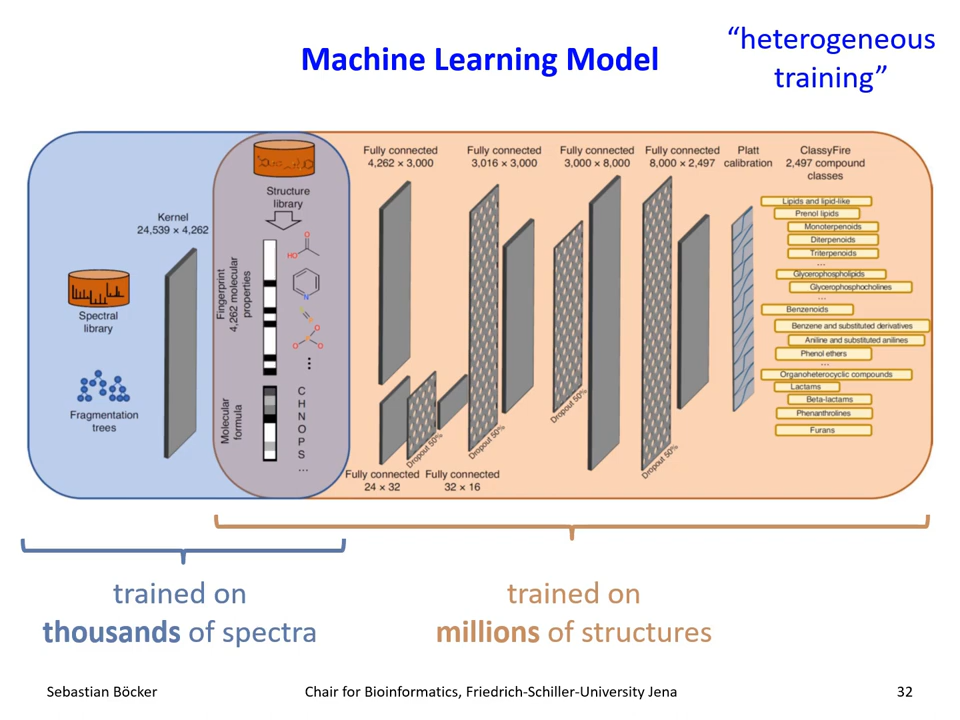 Machine Learning Model
“heterogeneous
training”
Kernel
24,539 × 4,262
Spectral
library
Fragmentation
trees
Structure
library
Fingerprint
4,262 molecular
properties
Molecular
formula
HO
O
N
S
P
O
O
S
O
O
...
C
H
N
O
P
S
...
Fully connected
4,262 × 3,000
Fully connected
24 × 32
Dropout 50%
Fully connected
32 × 16
Fully connected
3,016 × 3,000
Dropout 50%
Fully connected
3,000 × 8,000
Dropout 50%
Fully connected
8,000 × 2,497
Dropout 50%
Platt
calibration
ClassyFire
2,497 compound
classes
Lipids and lipid-like
Prenol lipids
Monoterpenoids
Diterpenoids
Triterpenoids
...
Glycerophospholipids
Glycerophosphocholines
...
Benzenoids
Benzene and substituted derivatives
Aniline and substituted anilines
Phenol ethers
...
Organoheterocyclic compounds
Lactams
Beta-lactams
Phenanthrolines
Furans
trained on
thousands of spectra
trained on
millions of structures
Sebastian Böcker
Chair for Bioinformatics, Friedrich-Schiller-University Jena
32